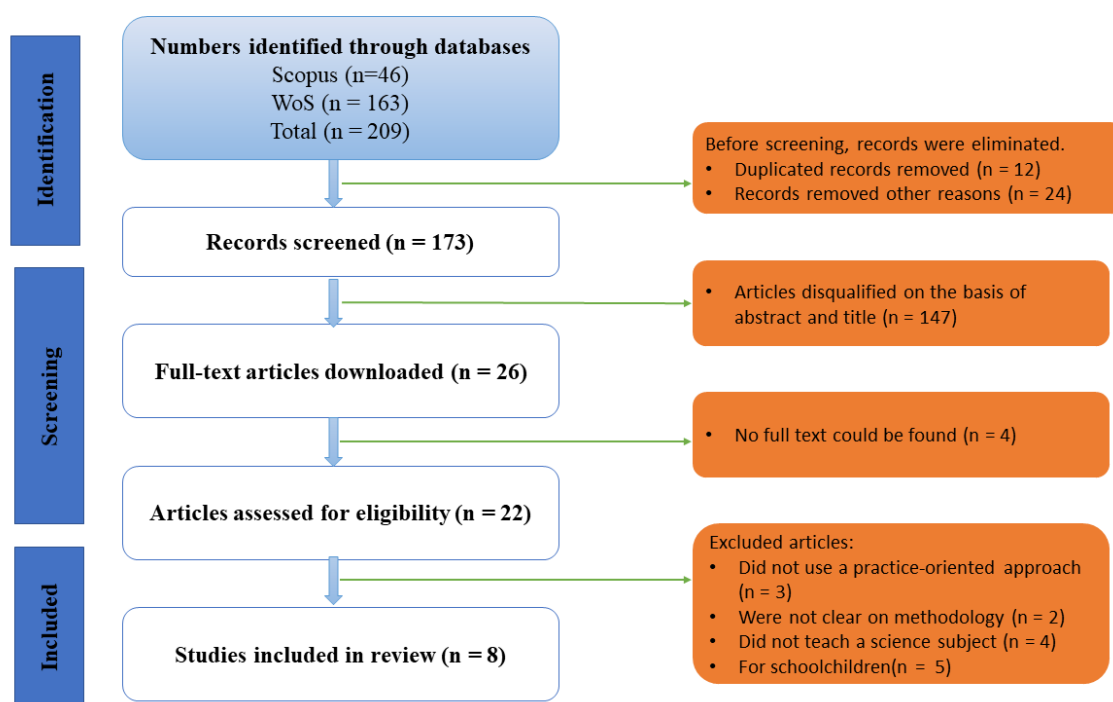 Identification
Numbers identified through databases
Scopus (n=46)
WoS (n = 163)
Total (n = 209)
Before screening, records were eliminated.
• Duplicated records removed (n = 12)
• Records removed other reasons (n = 24)
Records screened (n = 173)
Screening
• Articles disqualified on the basis of
abstract and title (n = 147)
Full-text articles downloaded (n = 26)
• No full text could be found (n = 4)
Articles assessed for eligibility (n = 22)
Included
Excluded articles:
• Did not use a practice-oriented approach
(n = 3)
• Were not clear on methodology (n = 2)
• Did not teach a science subject (n = 4)
• For schoolchildren(n = 5)
Studies included in review (n = 8)